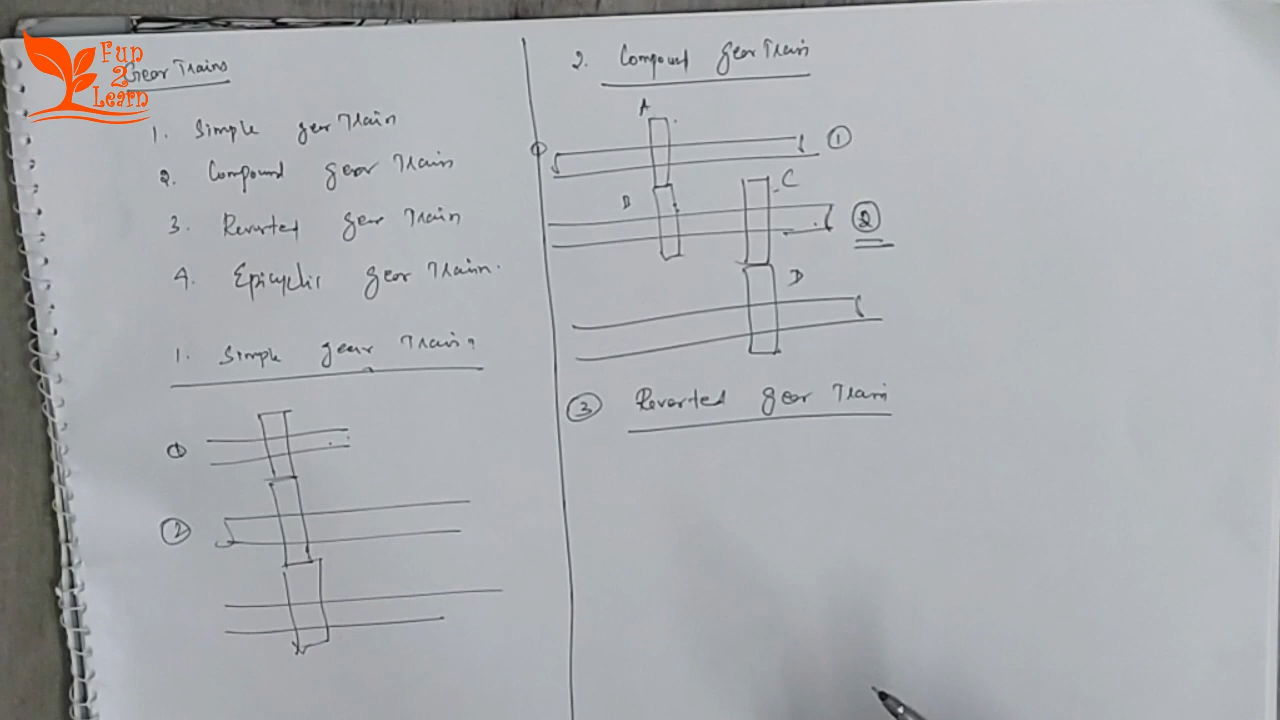 Fun
2
Learn
Gear Trains
1. Simple gear Train
2. Compound gear Train
3. Reverted gear Train
4. Epicyclic gear Train.
1. Simple gear Train
1
2
2. Compound gear Train
A
1
B
C
2
D
3 Reverted gear Train